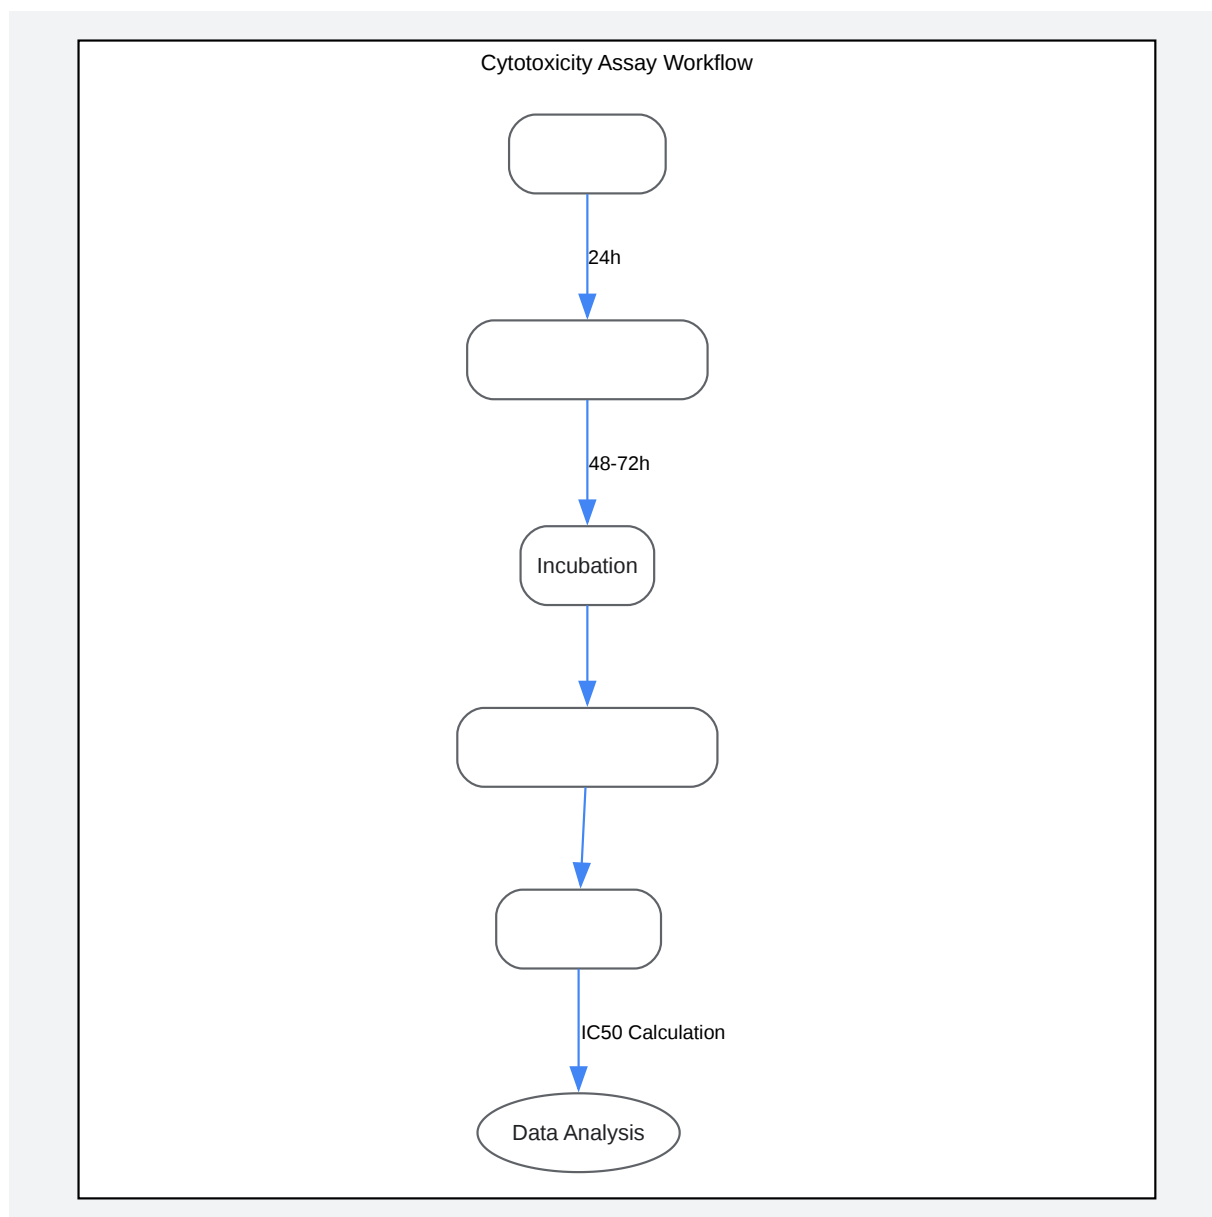 Cytotoxicity Assay Workflow
24h
48-72h
Incubation
IC50 Calculation
Data Analysis